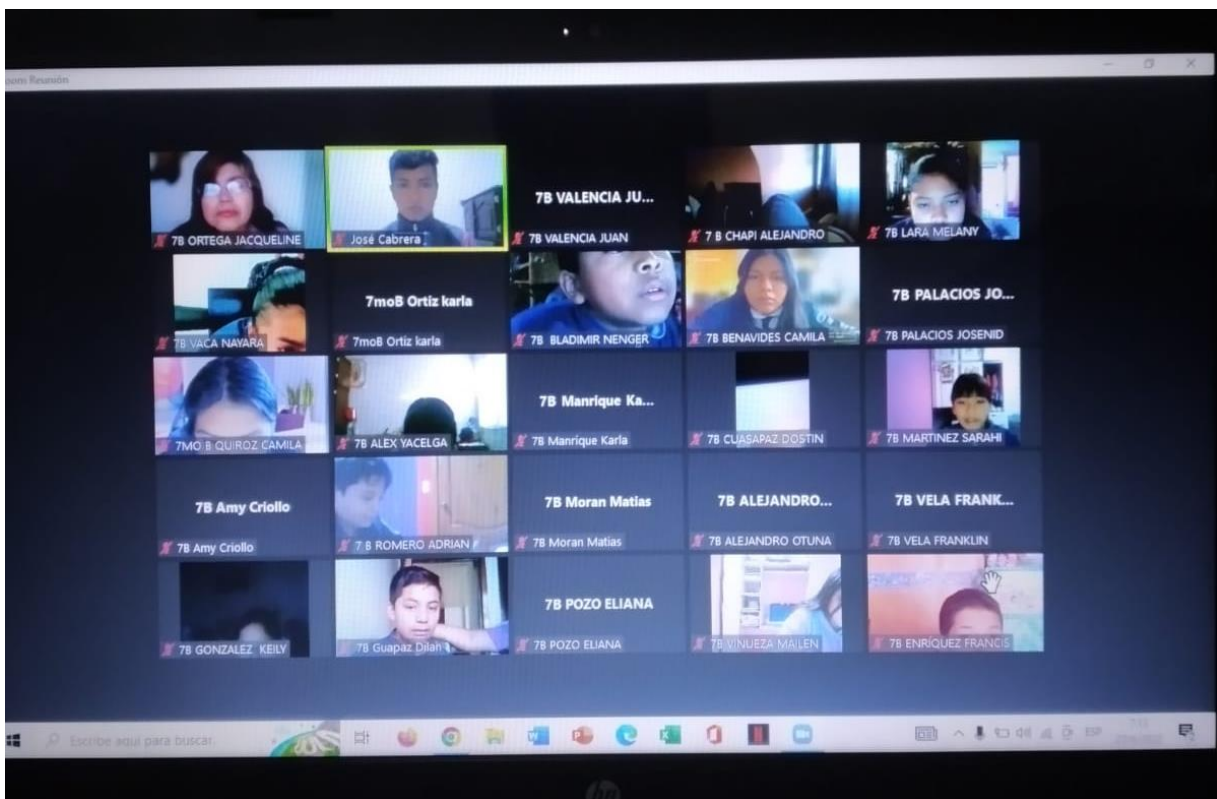 Zoom Reunión
7B ORTEGA JACQUELINE
José Cabrera
7B VALENCIA JU...
7B VALENCIA JUAN
7 B CHAPI ALEJANDRO
7B LARA MELANY
7B VACA NAYARA
7moB Ortiz karla
7moB Ortiz karla
7B BLADIMIR NENGER
7B BENAVIDES CAMILA
7B PALACIOS JO...
7B PALACIOS JOSENID
7MO B QUIROZ CAMILA
7B ALEX YACELGA
7B Manrique Ka...
7B Manrique Karla
7B CUASAPAZ DOSTIN
7B MARTINEZ SARAHI
7B Amy Criollo
7B Amy Criollo
7 B ROMERO ADRIAN
7B Moran Matias
7B Moran Matias
7B ALEJANDRO...
7B ALEJANDRO OTUNA
7B VELA FRANK...
7B VELA FRANKLIN
7B GONZALEZ KEILY
7B Guapaz Dilan
7B POZO ELIANA
7B POZO ELIANA
7B VINUEZA MAILEN
7B ENRÍQUEZ FRANCIS
Escribe aquí para buscar.
ESP
hp